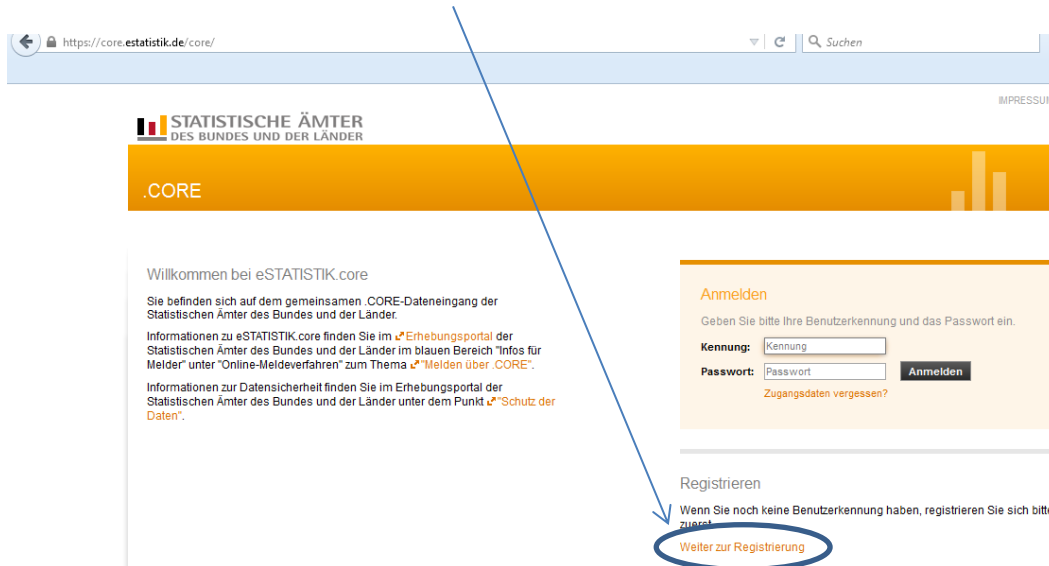 https://core.estatistik.de/core/
Suchen
IMPRESSUM
STATISTISCHE ÄMTER
DES BUNDES UND DER LÄNDER
.CORE
Willkommen bei eSTATISTIK.core
Sie befinden sich auf dem gemeinsamen .CORE-Dateneingang der
Statistischen Ämter des Bundes und der Länder.
Informationen zu eSTATISTIK.core finden Sie im Erhebungsportal der
Statistischen Ämter des Bundes und der Länder im blauen Bereich "Infos für
Melder" unter "Online-Meldeverfahren" zum Thema "Melden über .CORE".
Informationen zur Datensicherheit finden Sie im Erhebungsportal der
Statistischen Ämter des Bundes und der Länder unter dem Punkt "Schutz der
Daten".
Anmelden
Geben Sie bitte Ihre Benutzerkennung und das Passwort ein.
Kennung: Kennung
Passwort: Passwort Anmelden
Zugangsdaten vergessen?
Registrieren
Wenn Sie noch keine Benutzerkennung haben, registrieren Sie sich bitte
zuerst
Weiter zur Registrierung